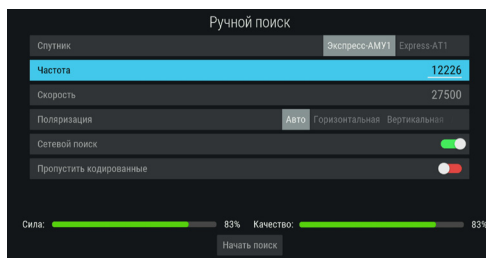 Ручной поиск
Спутник Экспресс-АМУ1 Express-AT1
Частота 12226
Скорость 27500
Поляризация Авто Горизонтальная Вертикальная
Сетевой поиск
Пропустить кодированные
Сила: 83% Качество: 83%
Начать поиск